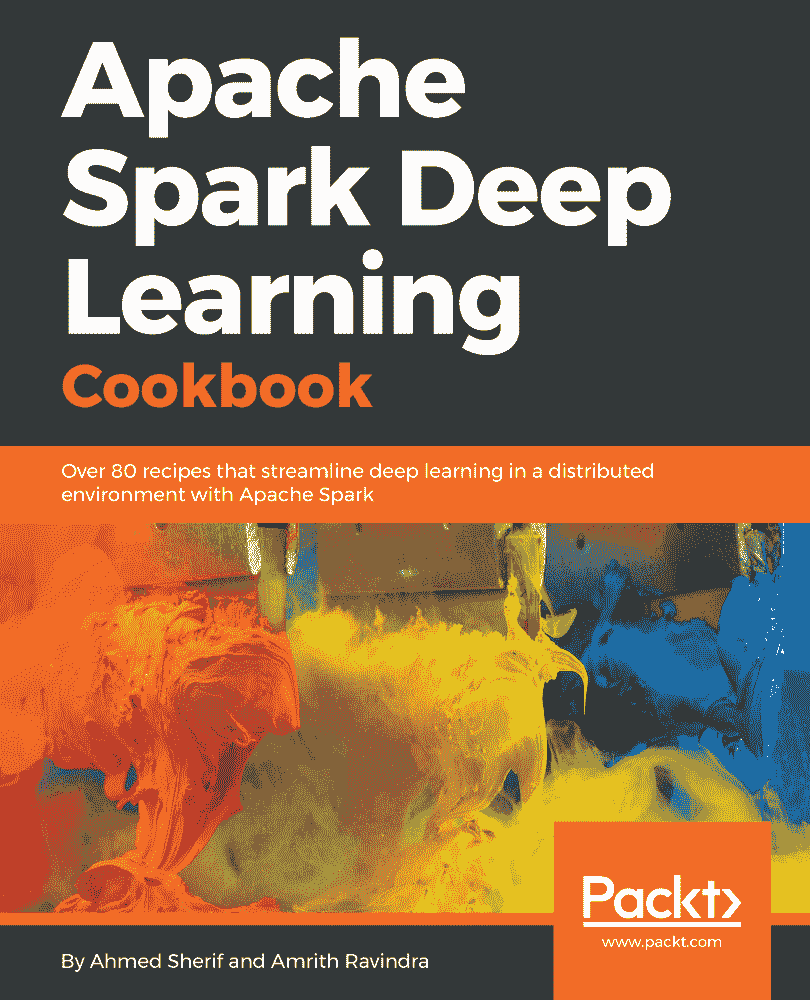 Apache
Spark Deep
Learning
Cookbook
Over 80 recipes that streamline deep learning in a distributed
environment with Apache Spark
Packt>
www.packt.com
By Ahmed Sherif and Amrith Ravindra